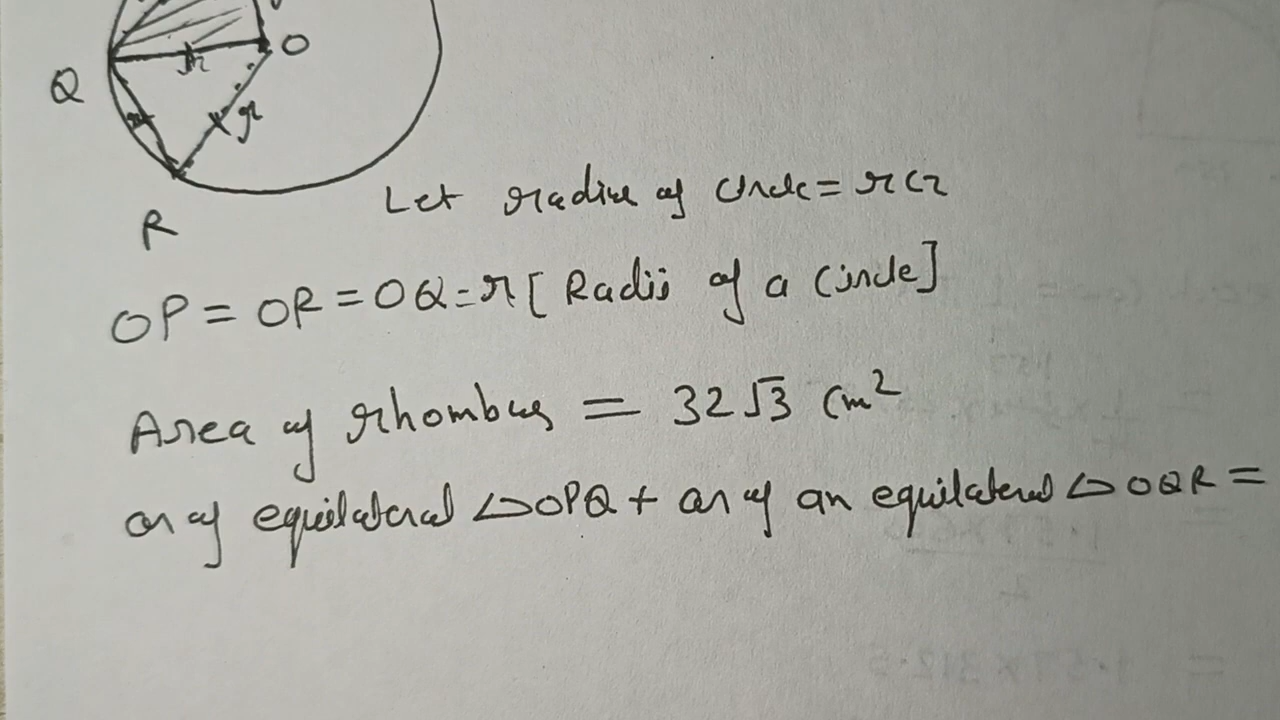 O
r
Q
r
R
Let radius of circle = r cm
OP = OR = OQ = r [Radii of a Circle]
Area of rhombus = 32√3 cm²
ar of equilateral △OPQ + ar of an equilateral △OQR =